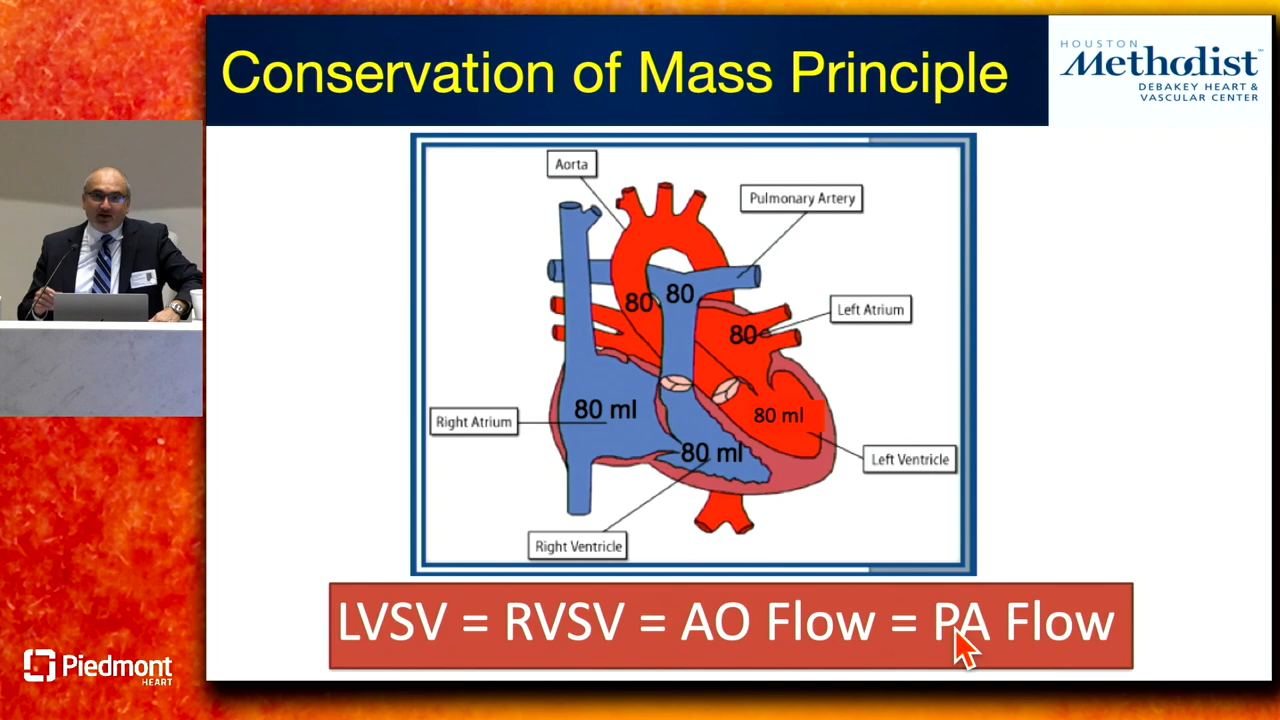 Conservation of Mass Principle
HOUSTON
Methodist
DEBAKEY HEART &
VASCULAR CENTER
Aorta
Pulmonary Artery
80
80
Left Atrium
80
80 ml
80 ml
Right Atrium
80 ml
Left Ventricle
Right Ventricle
LVSV = RVSV = AO Flow = PA Flow
Piedmont
HEART